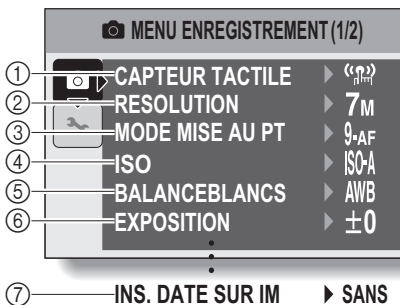 MENU ENREGISTREMENT (1/2)
① CAPTEUR TACTILE
② RESOLUTION 7M
③ MODE MISE AU PT 9-AF
④ ISO ISO-A
⑤ BALANCEBLANCS AWB
⑥ EXPOSITION ±0
⑦ INS. DATE SUR IM SANS